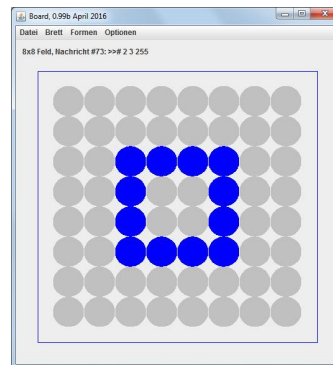 Board, 0.99b April 2016
Datei Brett Formen Optionen
8x8 Feld, Nachricht #73: >># 2 3 255